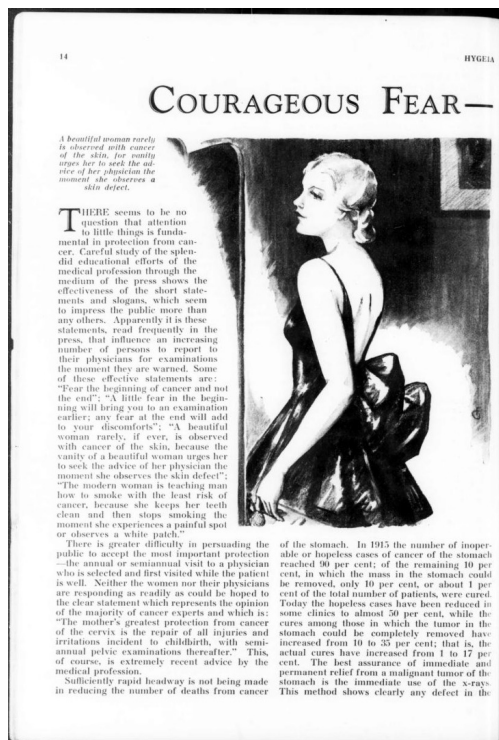 14
HYGEIA
COURAGEOUS FEAR—
A beautiful woman rarely
is observed with cancer
of the skin, for vanity
urges her to seek the ad-
vice of her physician the
moment she observes a
skin defect.
THERE seems to be no
question that attention
to little things is funda-
mental in protection from can-
cer. Careful study of the splen-
did educational efforts of the
medical profession through the
medium of the press shows the
effectiveness of the short state-
ments and slogans, which seem
to impress the public more than
any others. Apparently it is these
statements, read frequently in the
press, that influence an increasing
number of persons to report to
their physicians for examinations
the moment they are warned. Some
of these effective statements are:
"Fear the beginning of cancer and not
the end"; "A little fear in the begin-
ning will bring you to an examination
earlier; any fear at the end will add
to your discomforts"; "A beautiful
woman rarely, if ever, is observed
with cancer of the skin, because the
vanity of a beautiful woman urges her
to seek the advice of her physician the
moment she observes the skin defect";
"The modern woman is teaching man
how to smoke with the least risk of
cancer, because she keeps her teeth
clean and then stops smoking the
moment she experiences a painful spot
or observes a white patch."
There is greater difficulty in persuading the
public to accept the most important protection
—the annual or semiannual visit to a physician
who is selected and first visited while the patient
is well. Neither the women nor their physicians
are responding as readily as could be hoped to
the clear statement which represents the opinion
of the majority of cancer experts and which is:
"The mother's greatest protection from cancer
of the cervix is the repair of all injuries and
irritations incident to childbirth, with semi-
annual pelvic examinations thereafter." This,
of course, is extremely recent advice by the
medical profession.
Sufficiently rapid headway is not being made
in reducing the number of deaths from cancer
of the stomach. In 1915 the number of inoper-
able or hopeless cases of cancer of the stomach
reached 90 per cent; of the remaining 10 per
cent, in which the mass in the stomach could
be removed, only 10 per cent, or about 1 per
cent of the total number of patients, were cured.
Today the hopeless cases have been reduced in
some clinics to almost 50 per cent, while the
cures among those in which the tumor in the
stomach could be completely removed have
increased from 10 to 35 per cent; that is, the
actual cures have increased from 1 to 17 per
cent. The best assurance of immediate and
permanent relief from a malignant tumor of the
stomach is the immediate use of the x-rays.
This method shows clearly any defect in the